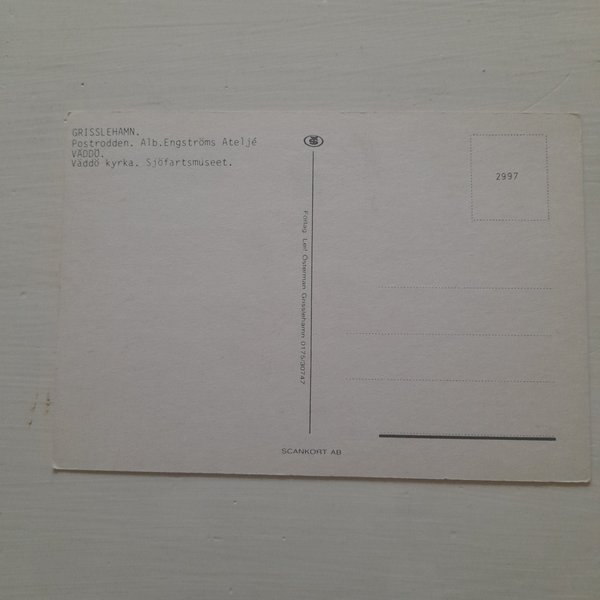 GRISSLEHAMN.
Postrodden. Alb.Engströms Ateljé
VÄDDÖ.
Väddö kyrka. Sjöfartsmuseet.
2997
Förlag: Leif Österman Grisslehamn 0175/30747
SCANKORT AB